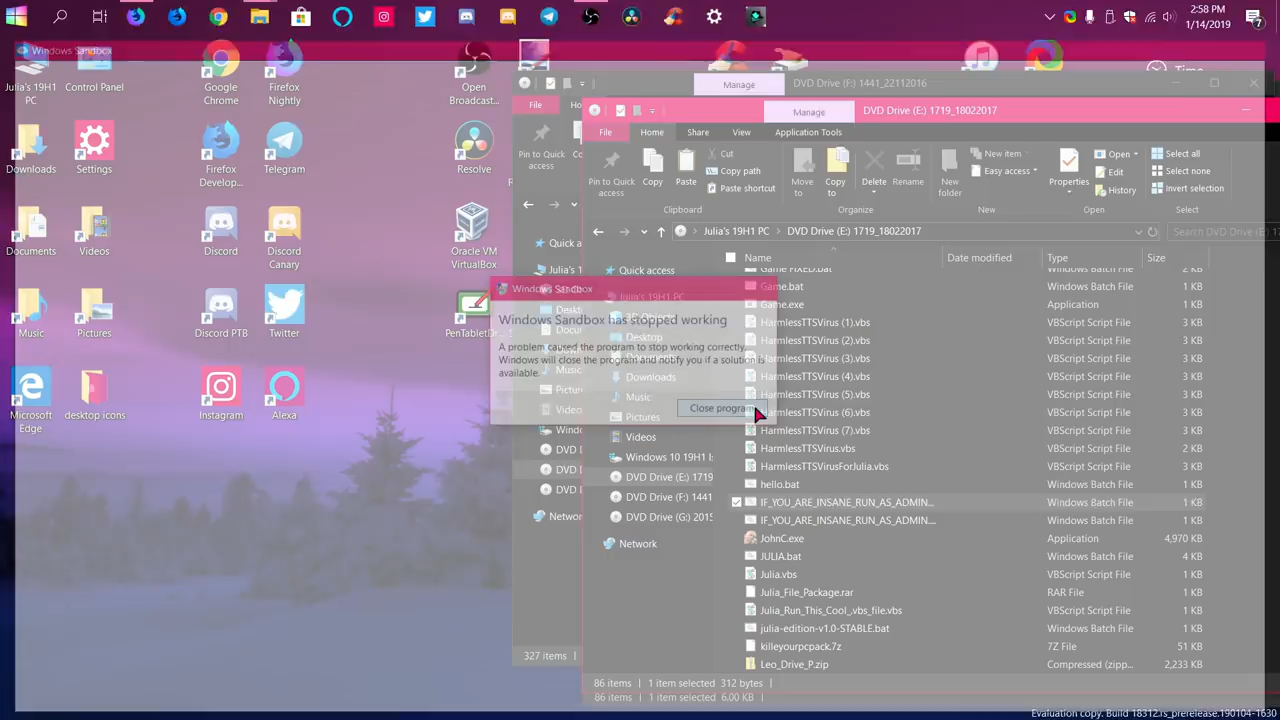 2:58 PM
1/14/2019
7
Windows Sandbox
Time
Julia's 19H1 PC
Control Panel
Google Chrome
Firefox Nightly
Open Broadcast...
Downloads
Settings
Firefox Develop...
Telegram
Resolve
Documents
Videos
Discord
Discord Canary
Oracle VM VirtualBox
Music
Pictures
Discord PTB
Twitter
PenTabletD
Microsoft Edge
desktop icons
Instagram
Alexa
Manage
DVD Drive (F:) 1441_22112016
File
Pin to Quick access
Quick a
Julia's 1
Network
327 items
Manage
DVD Drive (E:) 1719_18022017
File
Home
Share
View
Application Tools
Pin to Quick access
Copy
Paste
Cut
Copy path
Paste shortcut
Clipboard
Move to
Copy to
Delete
Rename
Organize
New folder
New item
Easy access
New
Properties
Open
Edit
History
Open
Select all
Select none
Invert selection
Select
Julia's 19H1 PC
DVD Drive (E:) 1719_18022017
Search DVD Drive (E:) 17
Name
Date modified
Type
Size
Quick access
Julia's 19H1 PC
Desktop
Downloads
Music
Pictures
Videos
Windows 10 19H1 I
DVD Drive (E:) 1719
DVD Drive (F:) 1441
DVD Drive (G:) 2015
Network
Game FIXED.bat Windows Batch File 2 KB
Game.bat Windows Batch File 1 KB
Game.exe Application 1 KB
HarmlessTTSVirus (1).vbs VBScript Script File 3 KB
HarmlessTTSVirus (2).vbs VBScript Script File 3 KB
HarmlessTTSVirus (3).vbs VBScript Script File 3 KB
HarmlessTTSVirus (4).vbs VBScript Script File 3 KB
HarmlessTTSVirus (5).vbs VBScript Script File 3 KB
HarmlessTTSVirus (6).vbs VBScript Script File 3 KB
HarmlessTTSVirus (7).vbs VBScript Script File 3 KB
HarmlessTTSVirus.vbs VBScript Script File 3 KB
HarmlessTTSVirusForJulia.vbs VBScript Script File 3 KB
hello.bat Windows Batch File 1 KB
IF_YOU_ARE_INSANE_RUN_AS_ADMIN... Windows Batch File 1 KB
IF_YOU_ARE_INSANE_RUN_AS_ADMIN.... Windows Batch File 1 KB
JohnC.exe Application 4,970 KB
JULIA.bat Windows Batch File 4 KB
Julia.vbs VBScript Script File 1 KB
Julia_File_Package.rar RAR File 1 KB
Julia_Run_This_Cool_.vbs_file.vbs VBScript Script File 1 KB
julia-edition-v1.0-STABLE.bat Windows Batch File 1 KB
killeyourpcpack.7z 7Z File 51 KB
Leo_Drive_P.zip Compressed (zipp... 2,233 KB
86 items 1 item selected 312 bytes
86 items 1 item selected 6.00 KB
Windows Sandbox
Windows Sandbox has stopped working
A problem caused the program to stop working correctly.
Windows will close the program and notify you if a solution is
available.
Close program
Evaluation copy. Build 18312.rs_prerelease.190104-1630